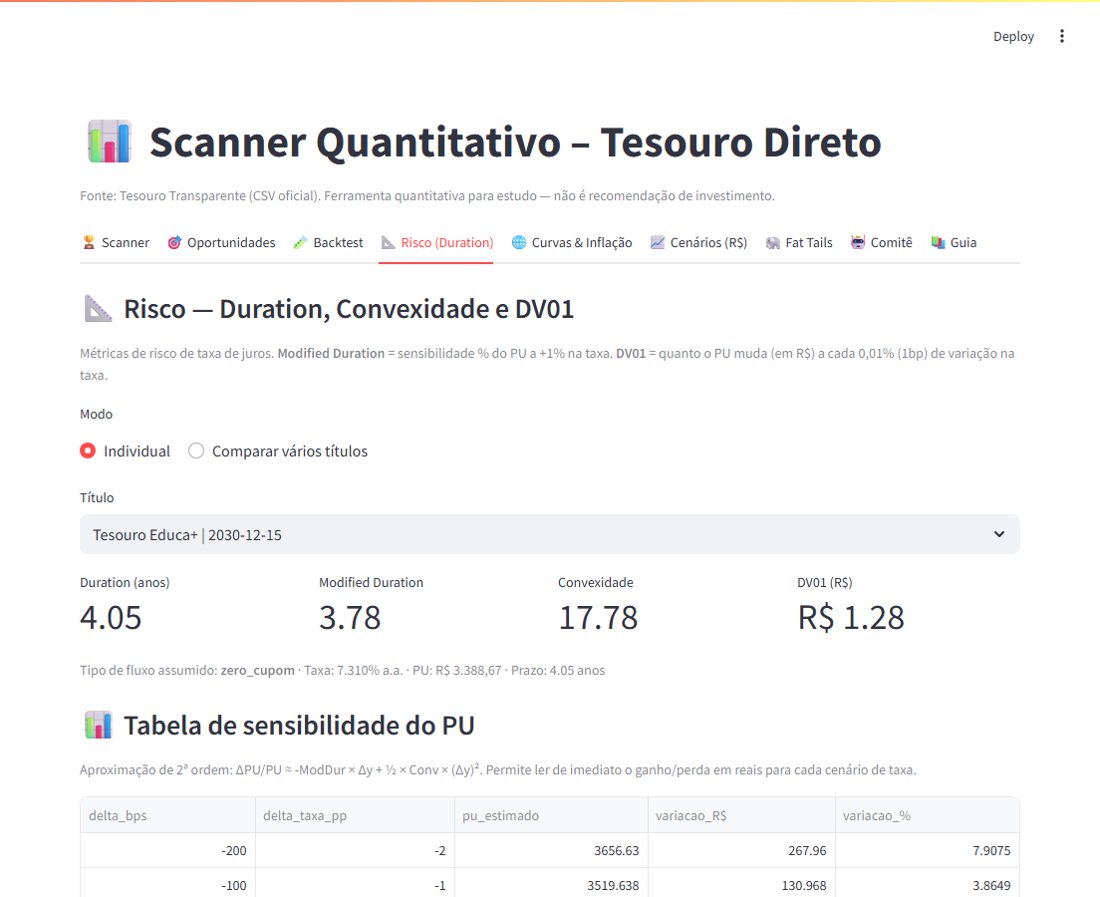 Deploy
Scanner Quantitativo – Tesouro Direto
Fonte: Tesouro Transparente (CSV oficial). Ferramenta quantitativa para estudo — não é recomendação de investimento.
Scanner Oportunidades Backtest Risco (Duration) Curvas & Inflação Cenários (R$) Fat Tails Comitê Guia
Risco — Duration, Convexidade e DV01
Métricas de risco de taxa de juros. Modified Duration = sensibilidade % do PU a +1% na taxa. DV01 = quanto o PU muda (em R$) a cada 0,01% (1bp) de variação na
taxa.
Modo
Individual Comparar vários títulos
Título
Tesouro Educa+ | 2030-12-15
Duration (anos) Modified Duration Convexidade DV01 (R$)
4.05 3.78 17.78 R$ 1.28
Tipo de fluxo assumido: zero_cupom · Taxa: 7.310% a.a. · PU: R$ 3.388,67 · Prazo: 4.05 anos
Tabela de sensibilidade do PU
Aproximação de 2ª ordem: ΔPU/PU ≈ -ModDur × Δy + ½ × Conv × (Δy)². Permite ler de imediato o ganho/perda em reais para cada cenário de taxa.
delta_bps delta_taxa_pp pu_estimado variacao_R$ variacao_%
-200 -2 3656.63 267.96 7.9075
-100 -1 3519.638 130.968 3.8649